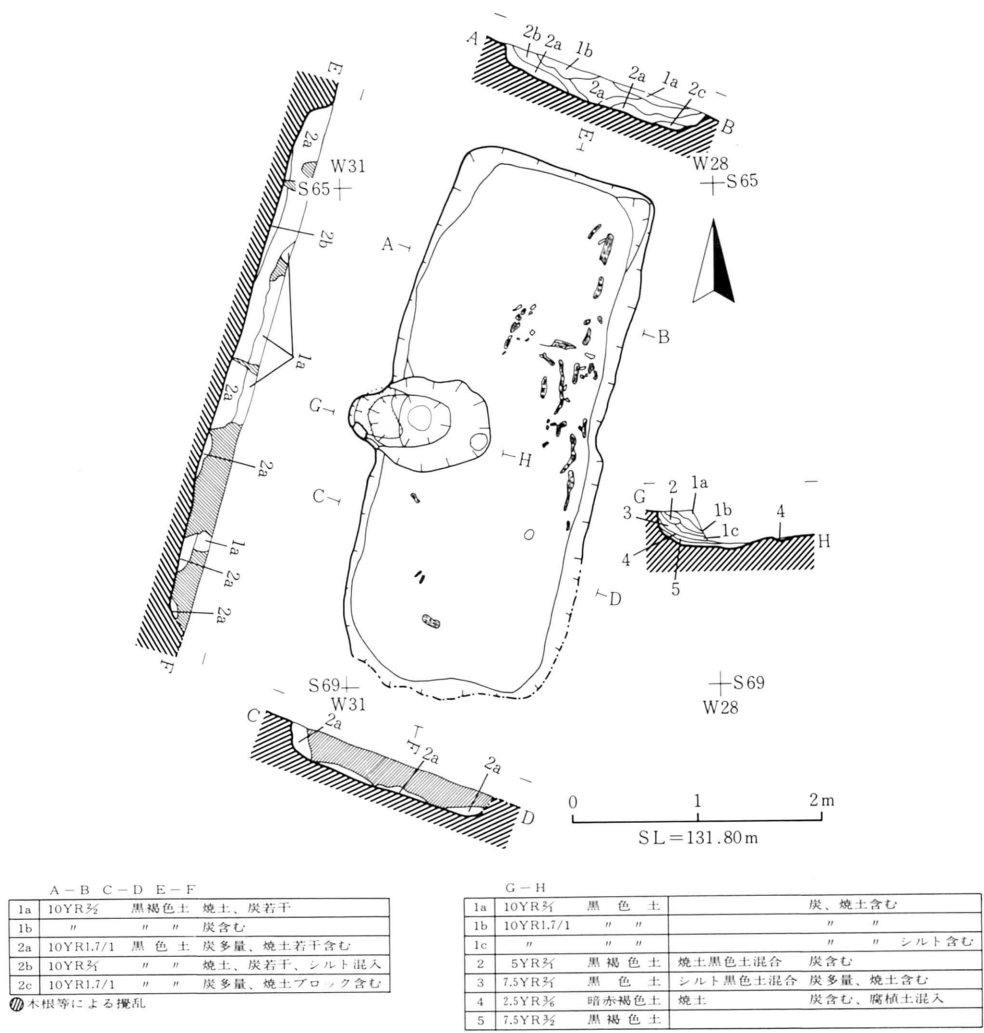 A
2b
2a
1b
2a
2a
1a
2c
B
E
2a
W31
S65
2b
1a
2a
2a
1a
2a
2a
F
E
W28
S65
A
B
G
H
C
D
G
2
1a
1b
1c
4
3
4
5
H
S69
W31
S69
W28
C
2a
F
2a
2a
D
0 1 2m
SL=131.80m
A－B C－D E－F
1a 10YR3/2 黒褐色土 焼土、炭若干
1b 〃 〃 〃 炭含む
2a 10YR1.7/1 黒色土 炭多量、焼土若干含む
2b 10YR2/1 〃 〃 焼土、炭若干、シルト混入
2c 10YR1.7/1 〃 〃 炭多量、焼土ブロック含む
木根等による攪乱
G－H
1a 10YR2/1 黒色土 炭、焼土含む
1b 10YR1.7/1 〃 〃 〃 〃
1c 〃 〃 〃 〃 〃 シルト含む
2 5YR2/1 黒褐色土 焼土黒色土混合 炭含む
3 7.5YR2/1 黒色土 シルト黒色土混合 炭多量、焼土含む
4 2.5YR3/6 暗赤褐色土 焼土 炭含む、腐植土混入
5 7.5YR3/2 黒褐色土